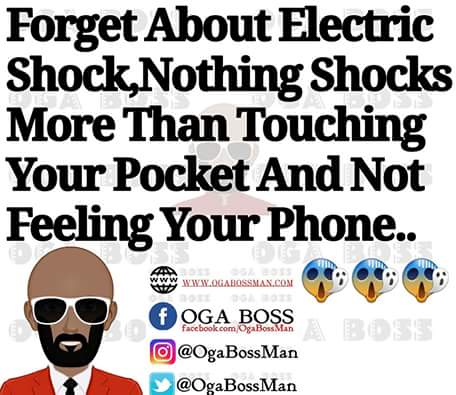 Forget About Electric
Shock,Nothing Shocks
More Than Touching
Your Pocket And Not
Feeling Your Phone..
WWW.OGABOSSMAN.COM
OGA BOSS
facebook.com/OgaBossMan
@OgaBossMan
@OgaBossMan